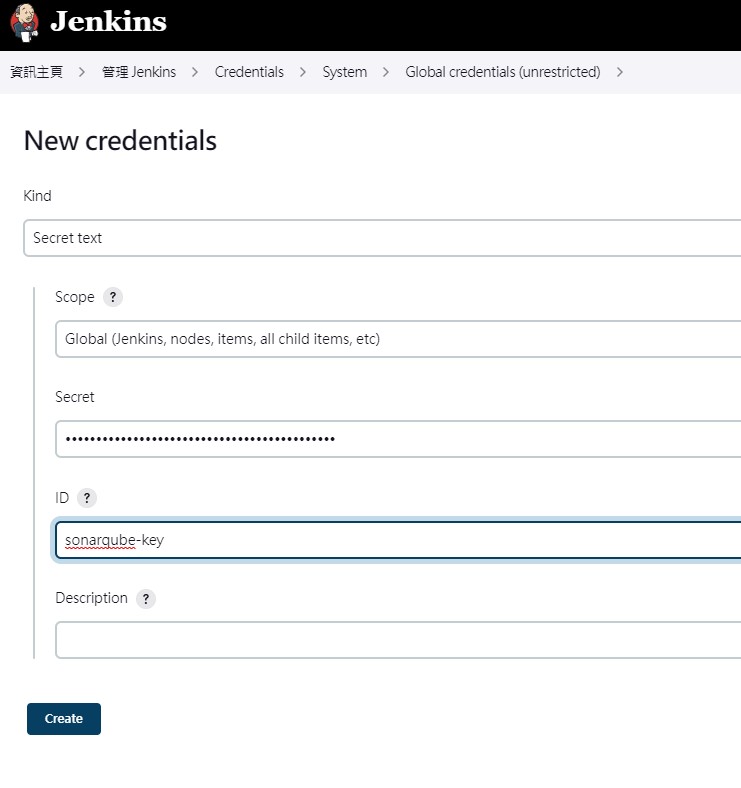 Jenkins
資訊主頁 > 管理 Jenkins > Credentials > System > Global credentials (unrestricted) >
New credentials
Kind
Secret text
Scope ?
Global (Jenkins, nodes, items, all child items, etc)
Secret
••••••••••••••••••••••••••••••••••••••••••••
ID ?
sonarqube-key
Description ?
Create